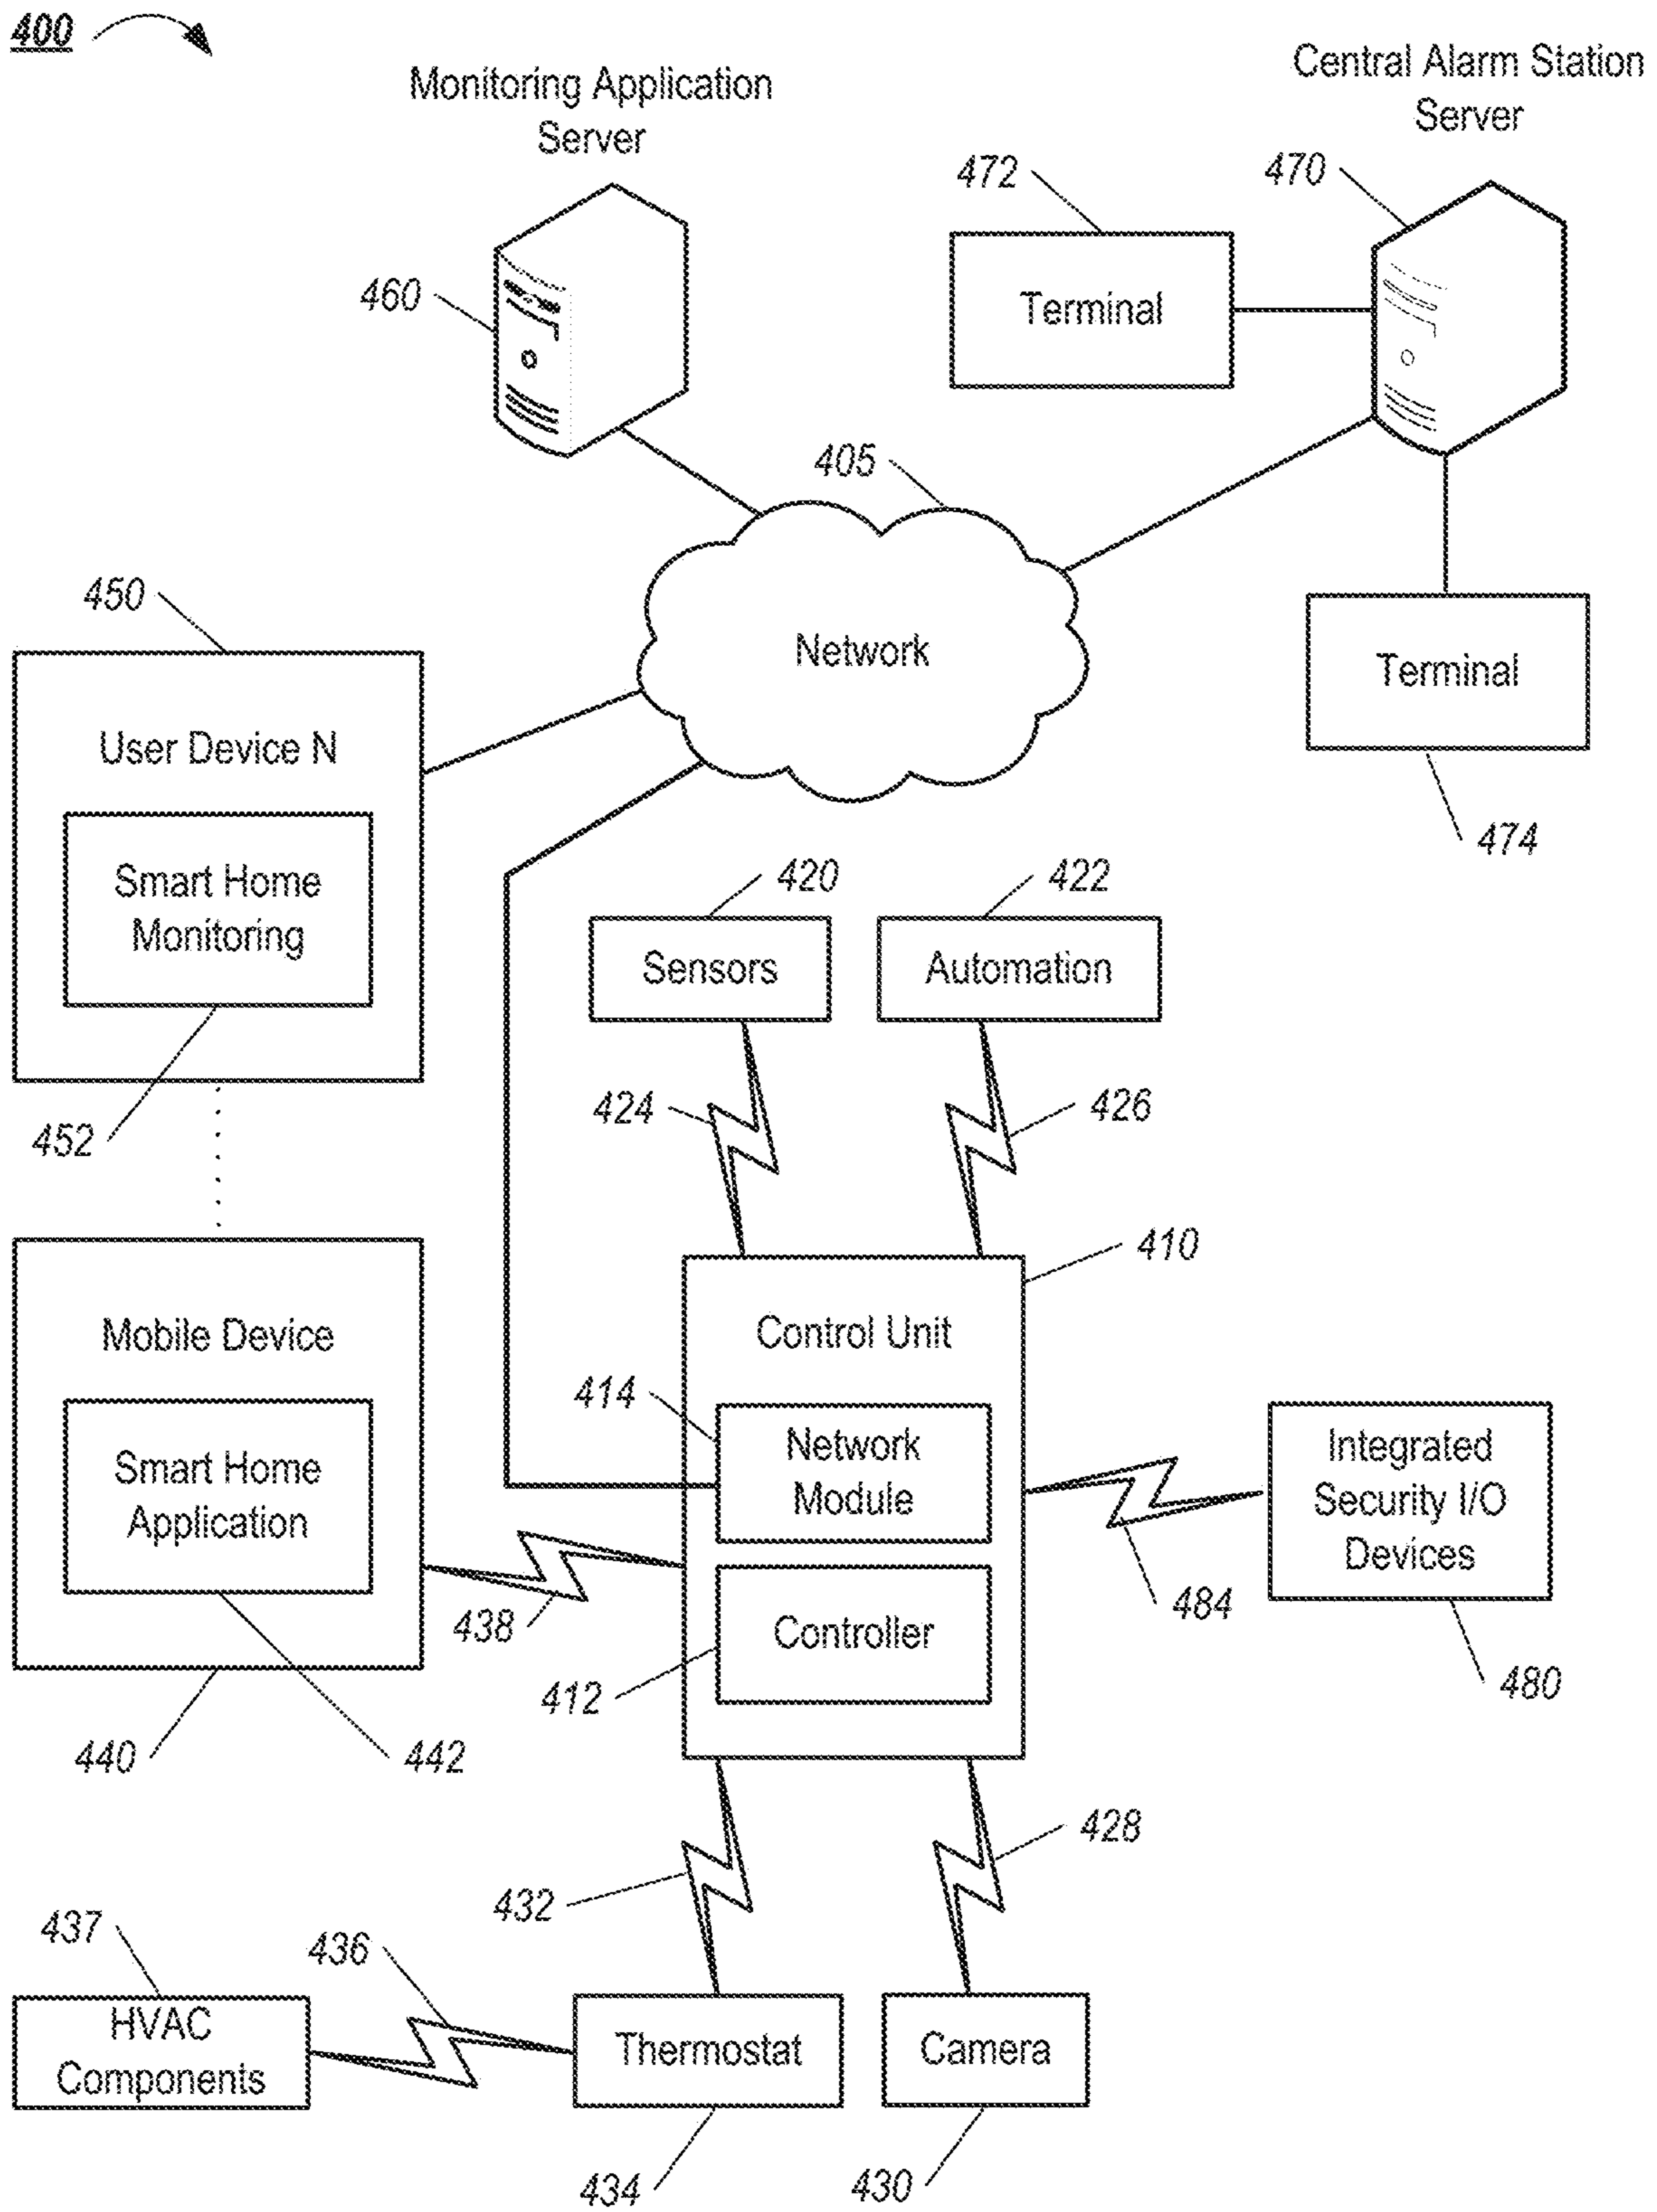 400
Monitoring Application
Server
Central Alarm Station
Server
472
470
460
Terminal
405
450
Network
Terminal
User Device N
474
Smart Home
Monitoring
420
422
Sensors
Automation
424
426
452
410
Mobile Device
Control Unit
414
Network
Module
Integrated
Security I/O
Devices
Smart Home
Application
484
438
Controller
412
480
440
442
428
432
437
436
HVAC
Components
Thermostat
Camera
434
430